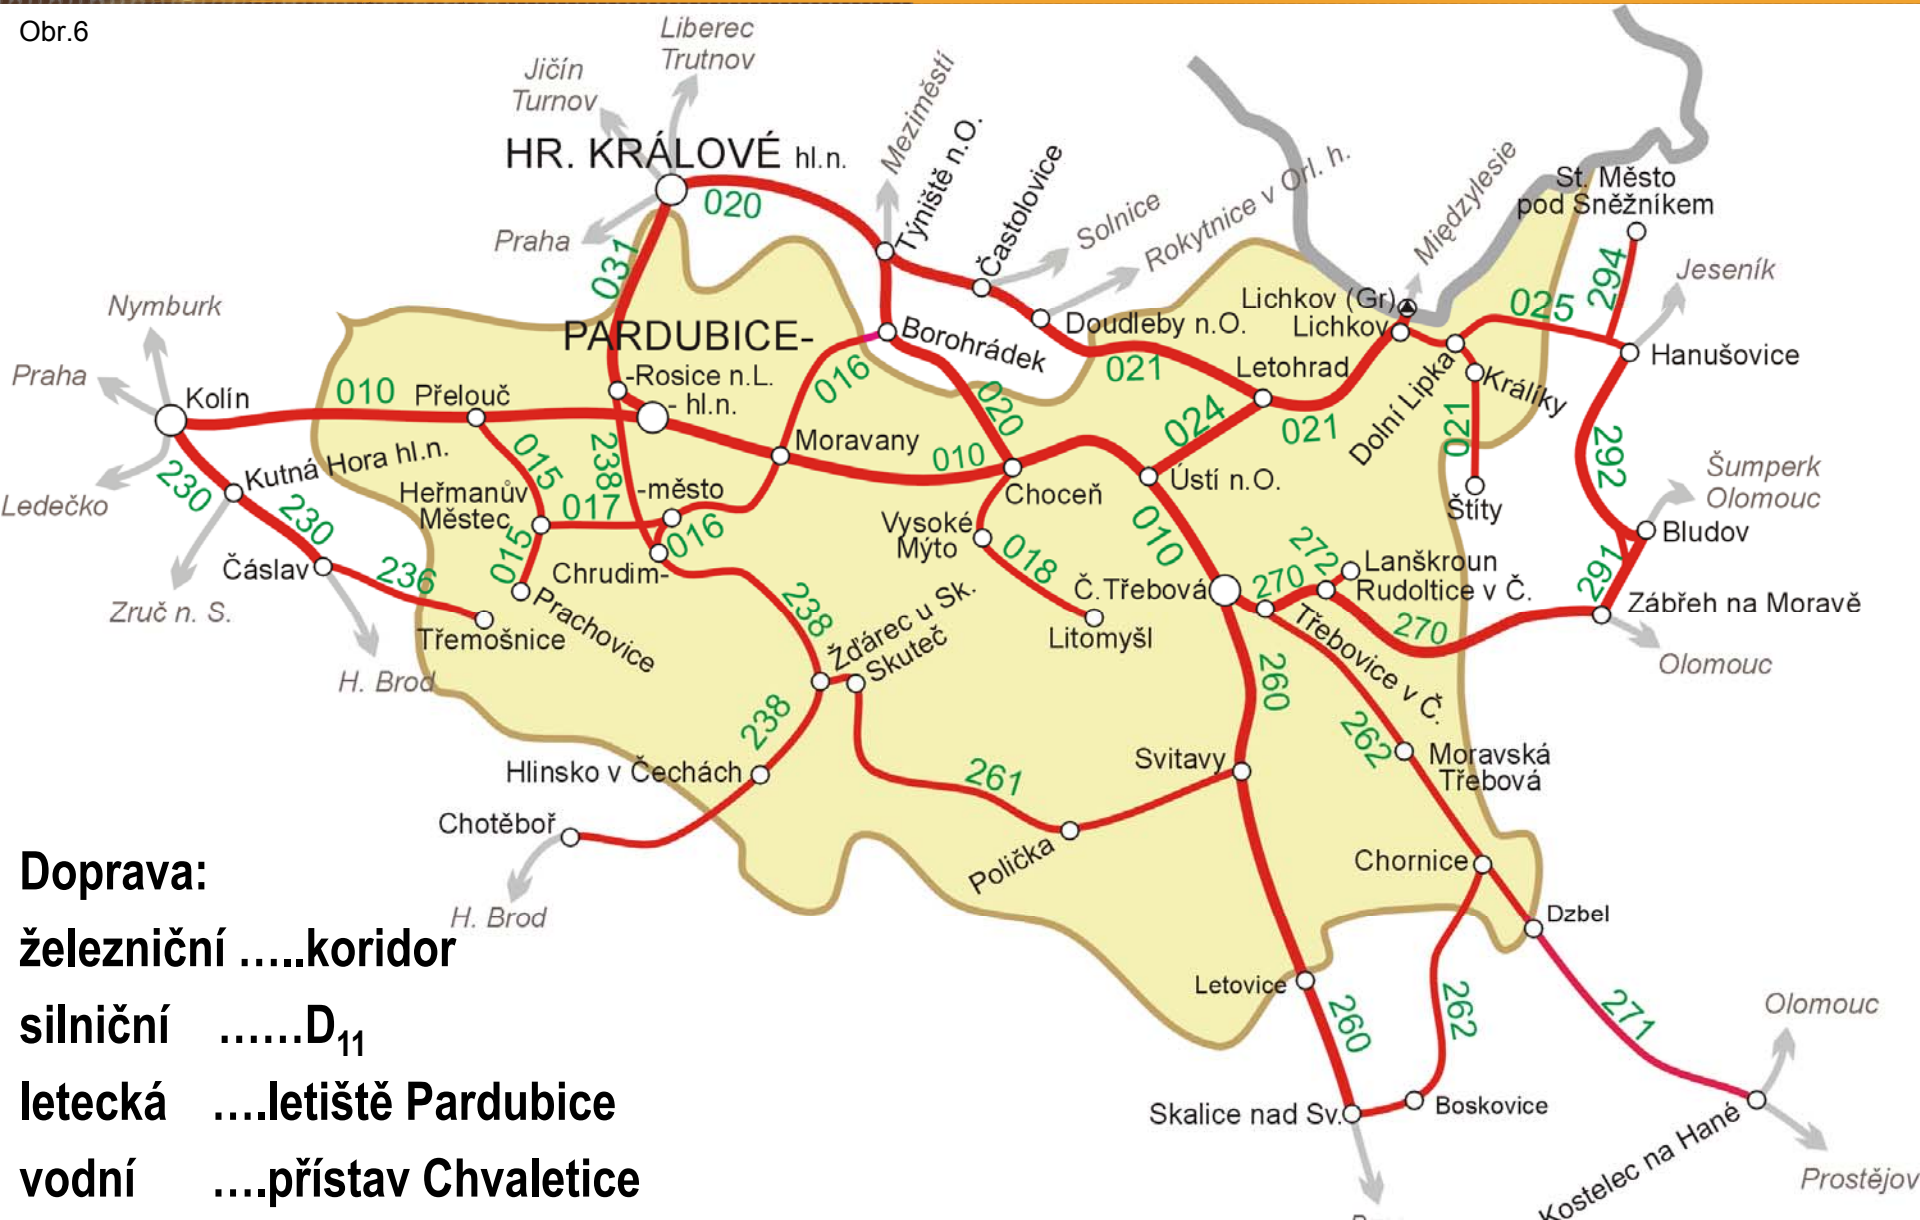 Obr.6
Liberec
Trutnov
Jičín
Turnov
Meziměstí
HR. KRÁLOVÉ hl.n.
020
Praha
031
Týniště n.O.
Častolovice
Solnice
Rokytnice v Orl. h.
Międzylesie
St. Město
pod Sněžníkem
294
Jeseník
025
Lichkov (Gr)
Lichkov
Hanušovice
Nymburk
Praha
Kolín
010
Přelouč
PARDUBICE-
-Rosice n.L.
- hl.n.
016
Borohrádek
Doudleby n.O.
021
Letohrad
Dolní Lipka
Králíky
021
021
024
020
Moravany
010
Choceň
Ústí n.O.
Štíty
292
Šumperk
Olomouc
Bludov
Ledečko
230
Kutná Hora hl.n.
230
Čáslav
236
Třemošnice
Zruč n. S.
H. Brod
015
Heřmanův
Městec
017
238
-město
016
015
Prachovice
Chrudim-
Vysoké
Mýto
018
Litomyšl
010
Č.Třebová
270
272
Lanškroun
Rudoltice v Č.
291
Zábřeh na Moravě
270
Olomouc
Třebovice v Č.
238
Žďárec u Sk.
Skuteč
260
262
Moravská
Třebová
238
Hlinsko v Čechách
261
Svitavy
Chotěboř
H. Brod
Polička
Chornice
Dzbel
Letovice
260
262
271
Olomouc
Skalice nad Sv.
Boskovice
Kostelec na Hané
Prostějov
Doprava:
železniční …..koridor
silniční ……D11
letecká ….letiště Pardubice
vodní ….přístav Chvaletice